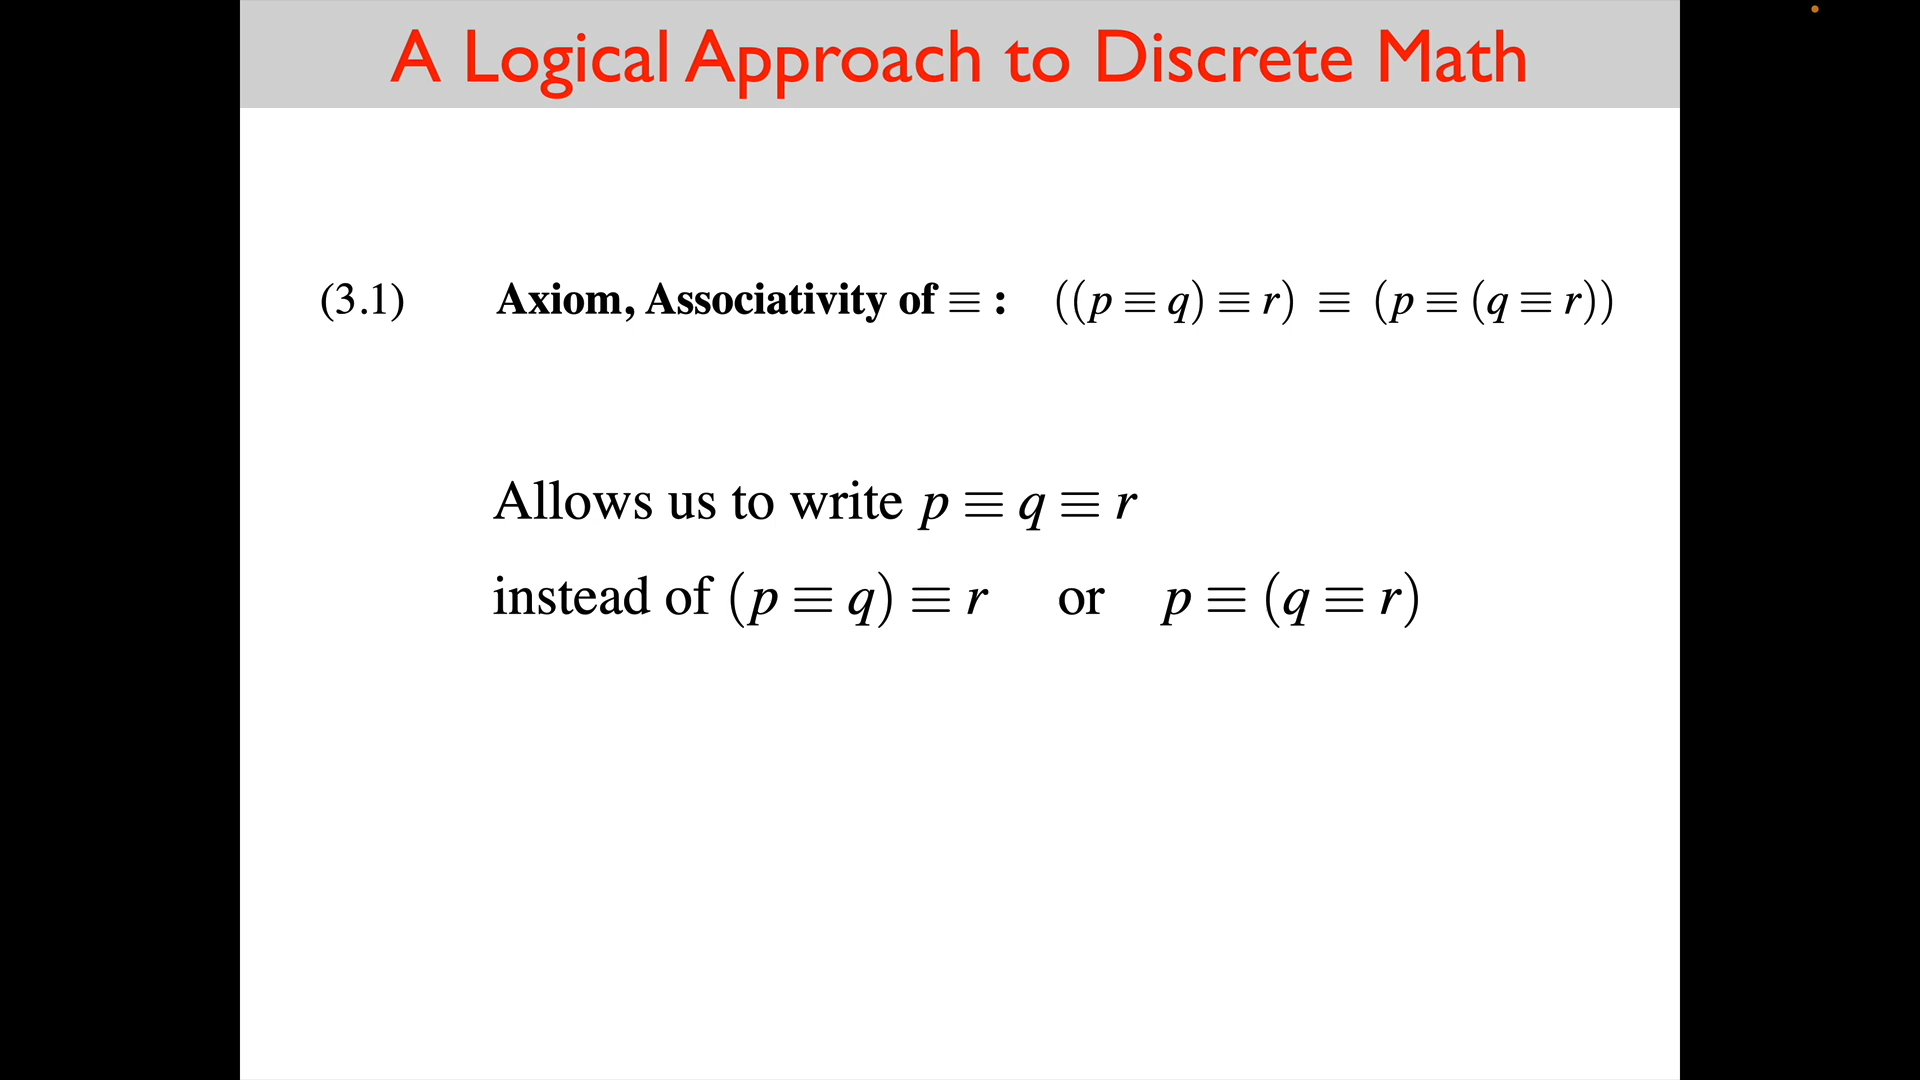 A Logical Approach to Discrete Math
(3.1) Axiom, Associativity of ≡ : ((p ≡ q) ≡ r) ≡ (p ≡ (q ≡ r))
Allows us to write p ≡ q ≡ r
instead of (p ≡ q) ≡ r or p ≡ (q ≡ r)